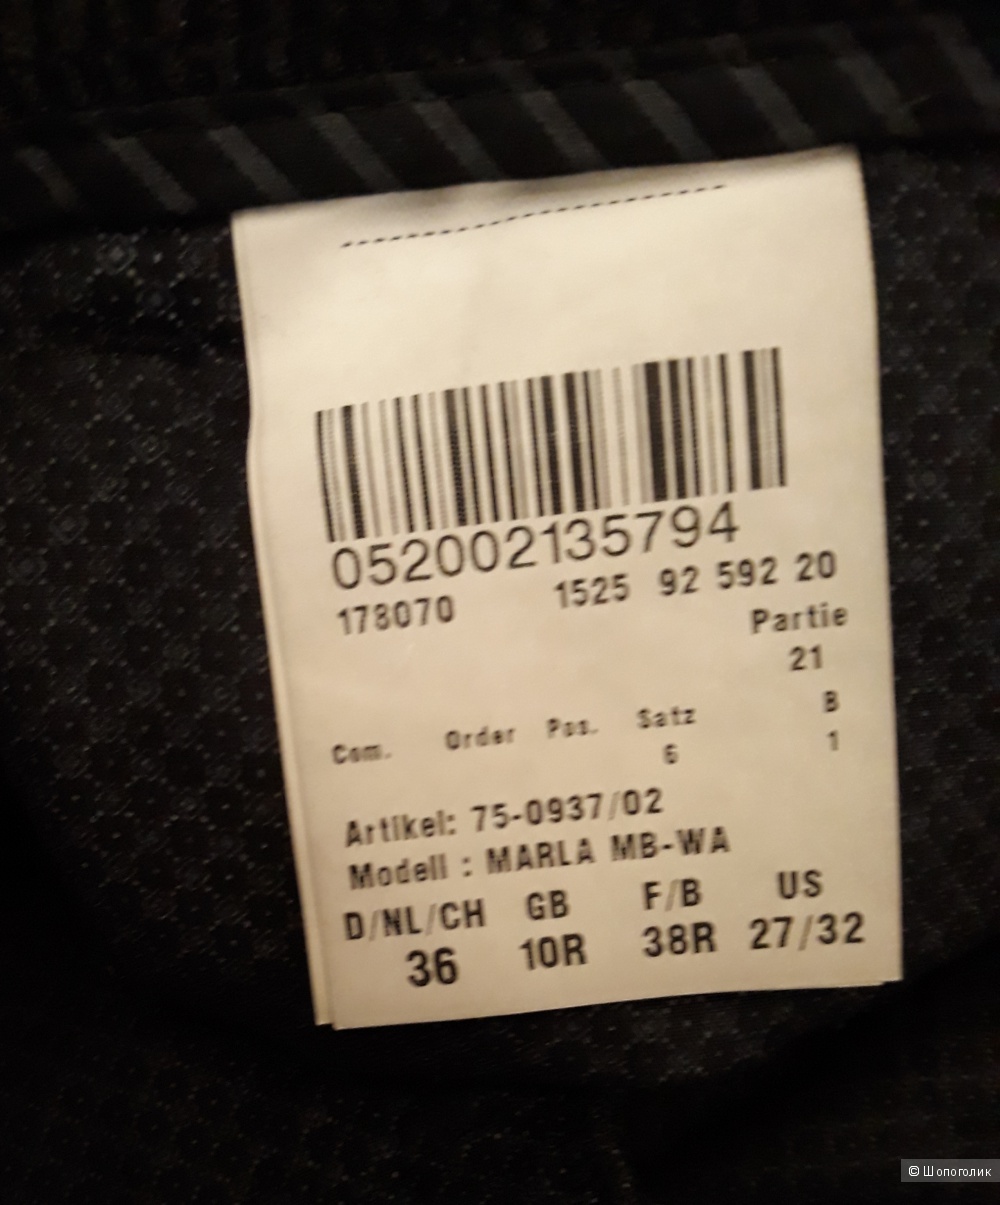 052002135794
178070 1525 92 592 20
Partie
21
Com. Order Pos. Satz B
6 1
Artikel: 75-0937/02
Modell : MARLA MB-WA
D/NL/CH GB F/B US
36 10R 38R 27/32
© Шопоголик